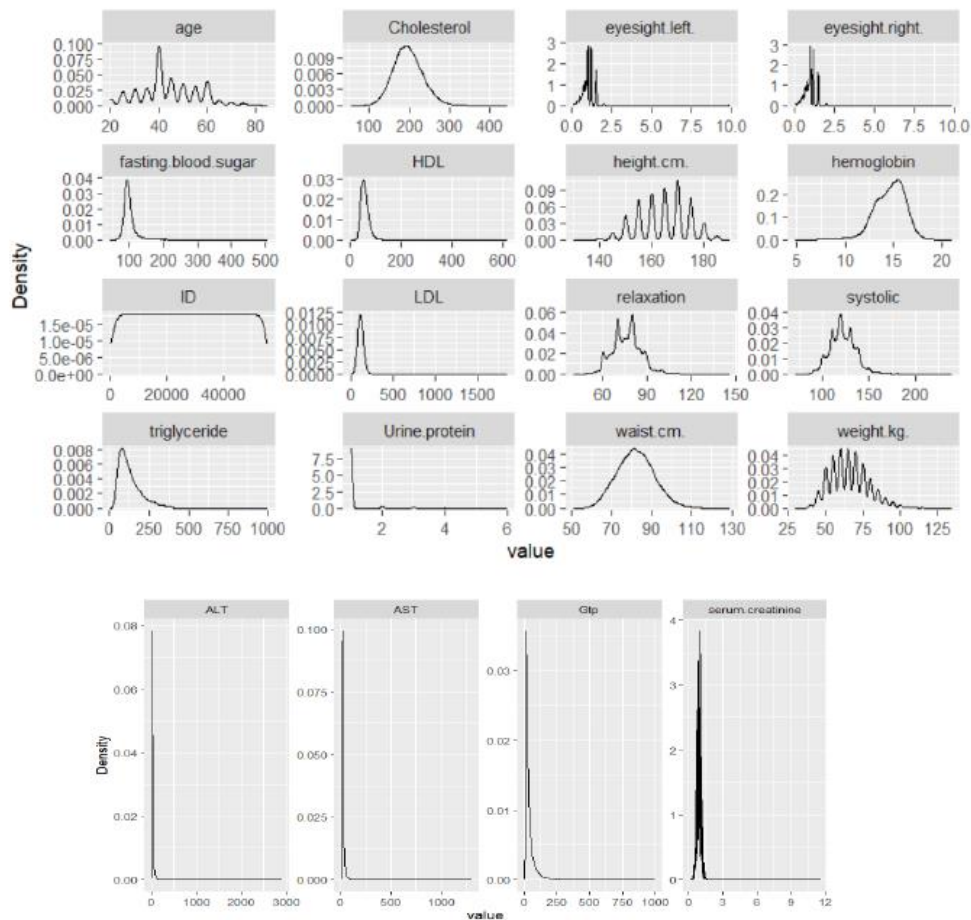 age Cholesterol eyesight.left. eyesight.right.
0.100 0.075 0.050 0.025 0.000
0.009 0.006 0.003 0.000
3 2 1 0
3 2 1 0
20 40 60 80
100 200 300 400
0.0 2.5 5.0 7.5 10.0
0.0 2.5 5.0 7.5 10.0
fasting.blood.sugar HDL height.cm. hemoglobin
0.04 0.03 0.02 0.01 0.00
0.03 0.02 0.01 0.00
0.09 0.06 0.03 0.00
0.2 0.1 0.0
100 200 300 400 500
0 200 400 600
140 160 180
5 10 15 20
Density
ID LDL relaxation systolic
1.5e-05 1.0e-05 5.0e-06 0.0e+00
0.0125 0.0100 0.0075 0.0050 0.0025 0.0000
0.06 0.04 0.02 0.00
0.04 0.03 0.02 0.01 0.00
0 20000 40000
0 500 1000 1500
60 90 120 150
100 150 200
triglyceride Urine.protein waist.cm. weight.kg.
0.008 0.006 0.004 0.002 0.000
7.5 5.0 2.5 0.0
0.04 0.03 0.02 0.01 0.00
0.04 0.03 0.02 0.01 0.00
0 250 500 750 1000
2 4 6
50 70 90 110 130
25 50 75 100 125
value
ALT AST Gtp serum.creatinine
0.08 0.06 0.04 0.02 0.00
0.100 0.075 0.050 0.025 0.000
0.03 0.02 0.01 0.00
4 3 2 1 0
Density
0 1000 2000 3000
0 500 1000
0 250 500 750 1000
0 3 6 9 12
value